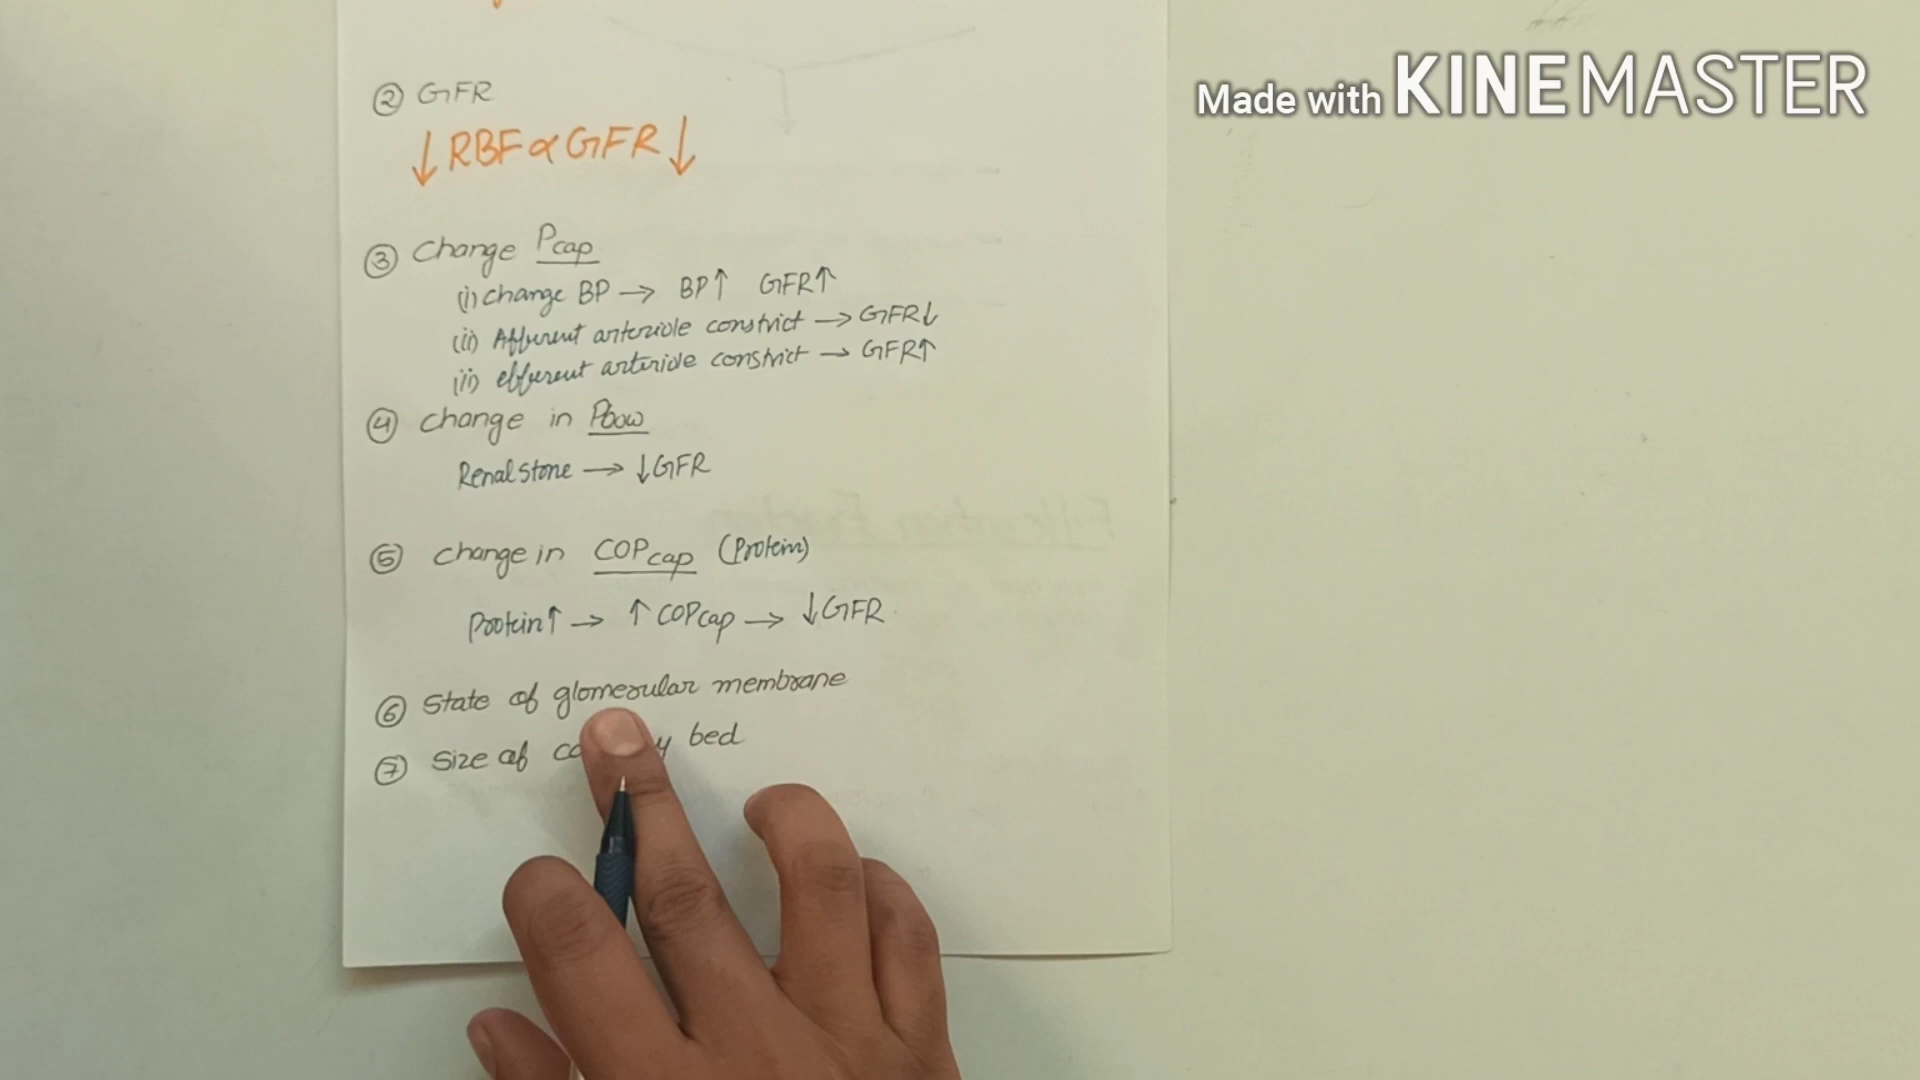 Made with KINEMASTER
② GFR
↓ RBF ∝ GFR ↓
③ Change Pcap
(i) change BP → BP↑ GFR↑
(ii) Afferent arteriole constrict → GFR↓
(iii) efferent arteriole constrict → GFR↑
④ change in Pbow
Renal stone → ↓GFR
⑤ change in COPcap (Protein)
protein↑ → ↑ COPcap → ↓GFR
⑥ State of glomerular membrane
⑦ Size of bed